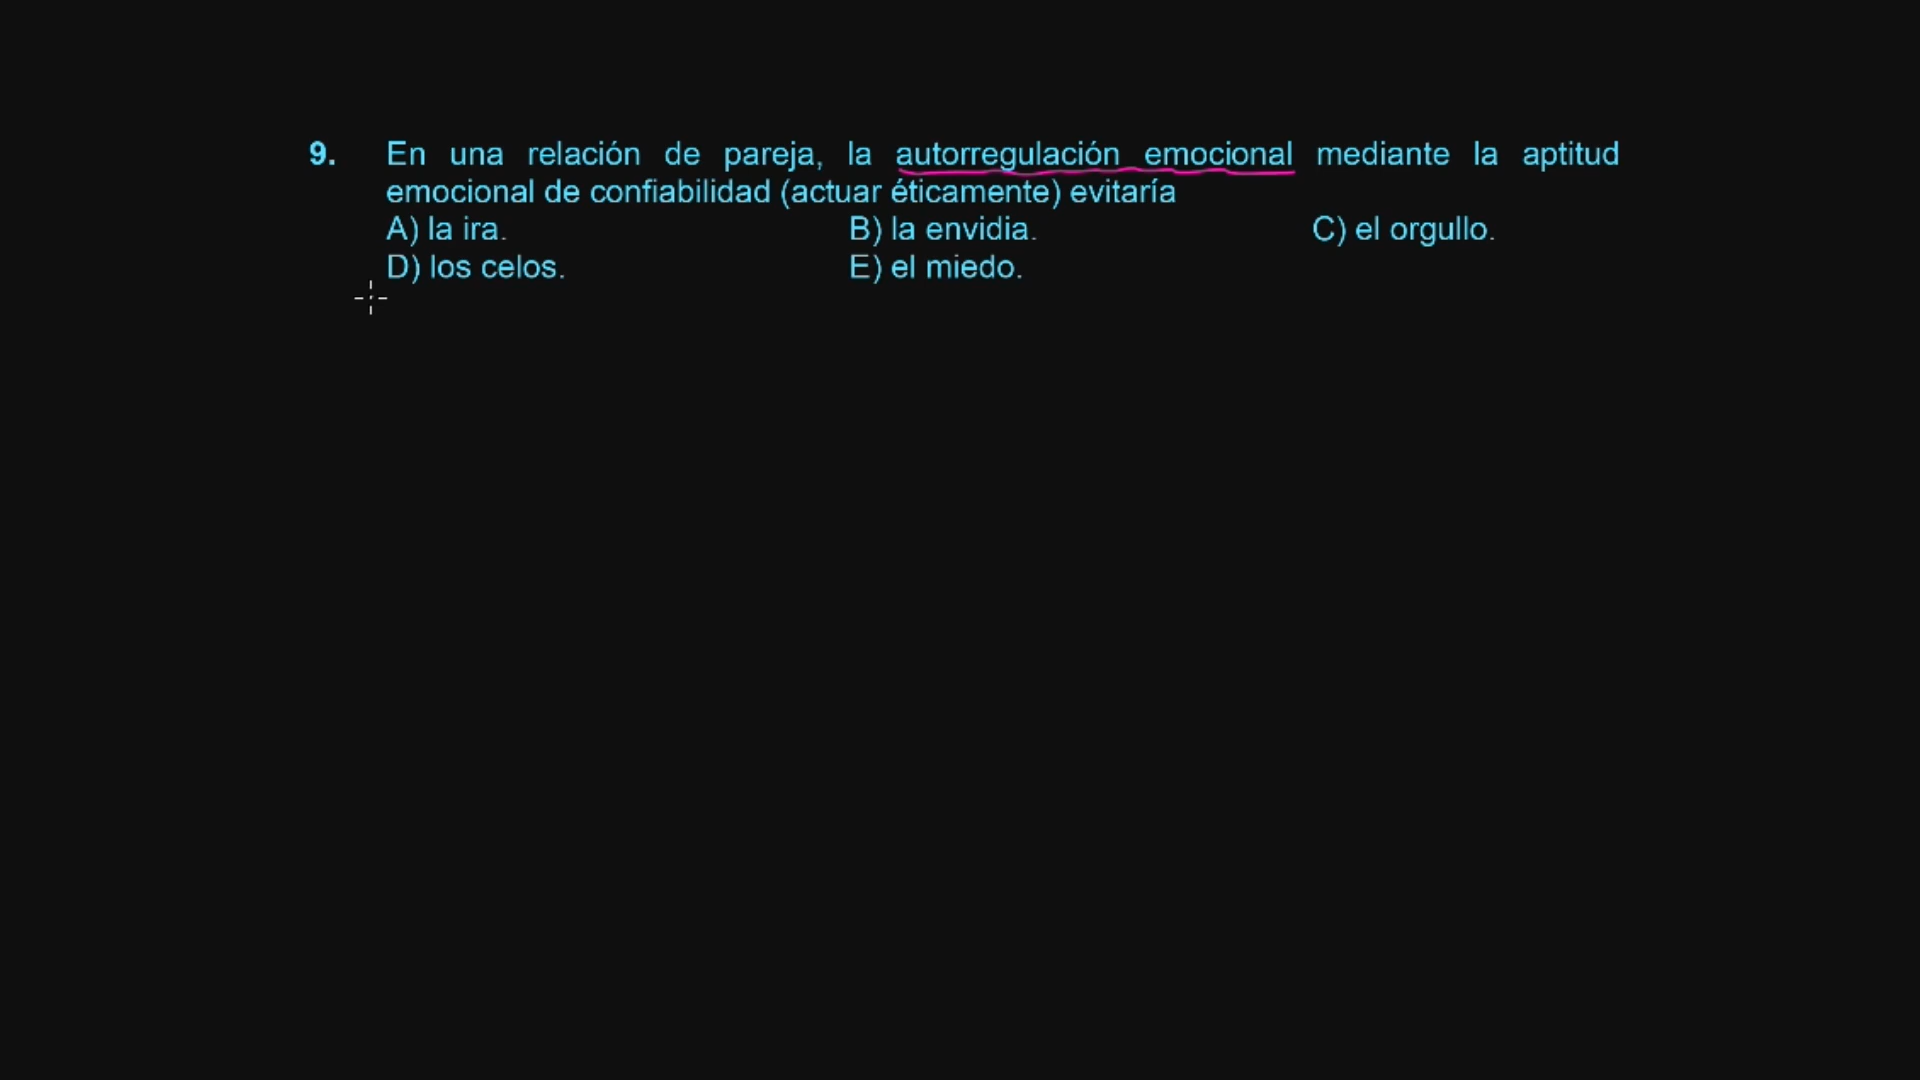 9. En una relación de pareja, la autorregulación emocional mediante la aptitud
emocional de confiabilidad (actuar éticamente) evitaría
A) la ira. B) la envidia. C) el orgullo.
D) los celos. E) el miedo.